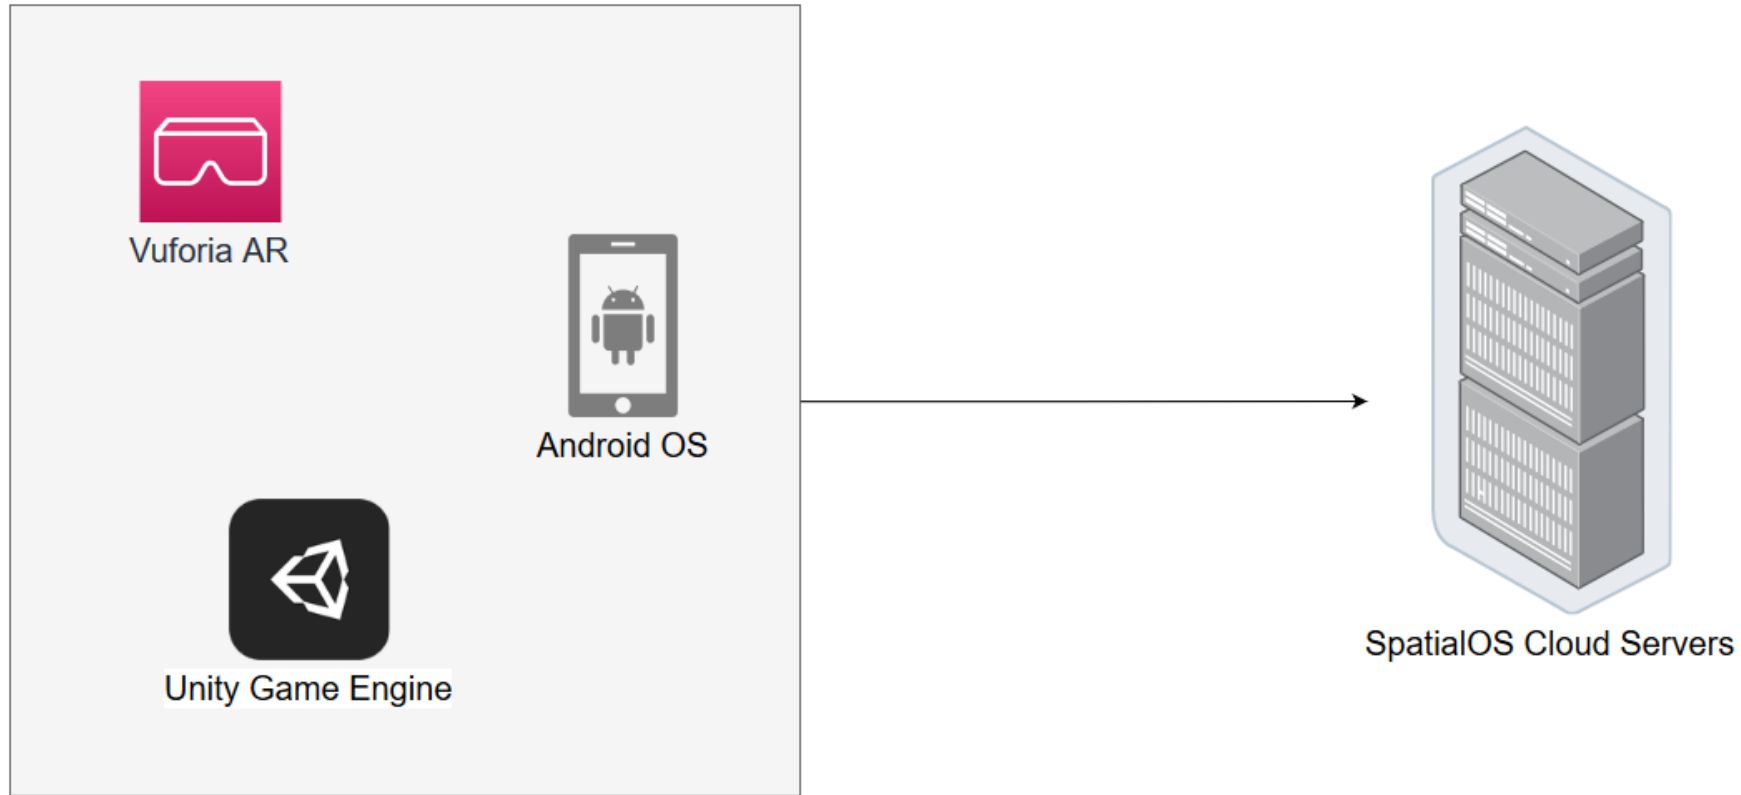 Vuforia AR
Android OS
Unity Game Engine
SpatialOS Cloud Servers